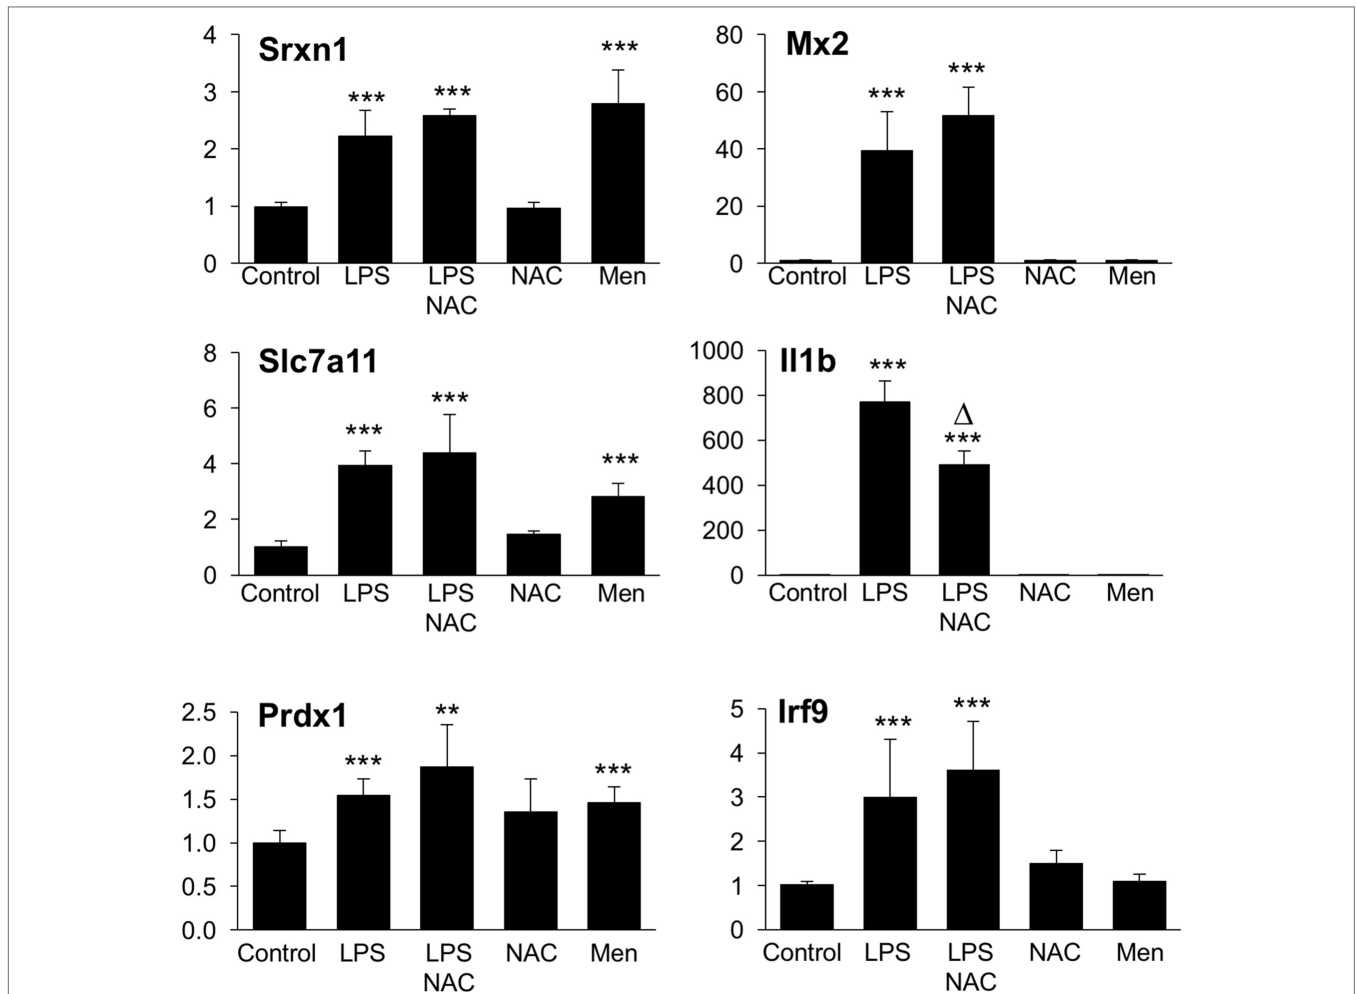 Srxn1
4
3
2
1
0
***
***
***
Control LPS LPS NAC Men
NAC
Mx2
80
60
40
20
0
***
***
Control LPS LPS NAC Men
NAC
Slc7a11
8
6
4
2
0
***
***
***
Control LPS LPS NAC Men
NAC
Il1b
1000
800
600
400
200
0
***
Δ
***
Control LPS LPS NAC Men
NAC
Prdx1
2.5
2.0
1.5
1.0
0.5
0.0
***
**
***
Control LPS LPS NAC Men
NAC
Irf9
5
4
3
2
1
0
***
***
Control LPS LPS NAC Men
NAC